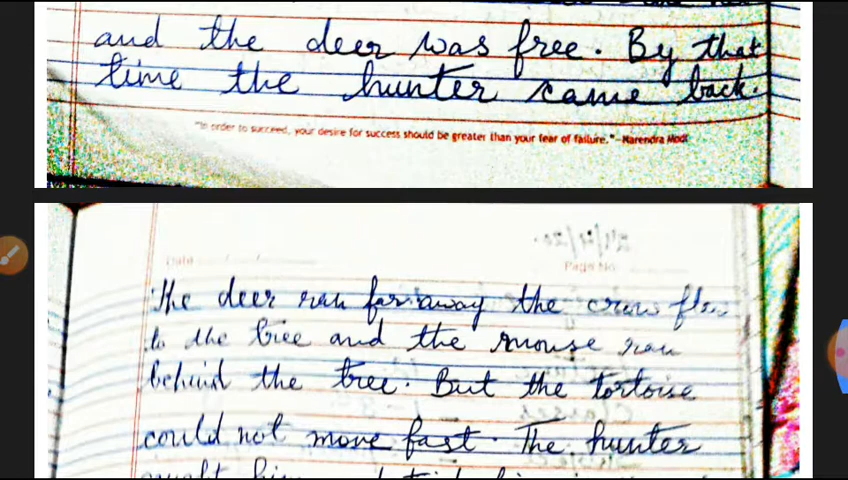 and the deer was free. By that
time the hunter came back.
"In order to succeed, your desire for success should be greater than your fear of failure." – Narendra Modi
Date
Page No.
The deer ran far away the crow flew
to the tree and the mouse ran
behind the tree. But the tortoise
could not move fast. The hunter